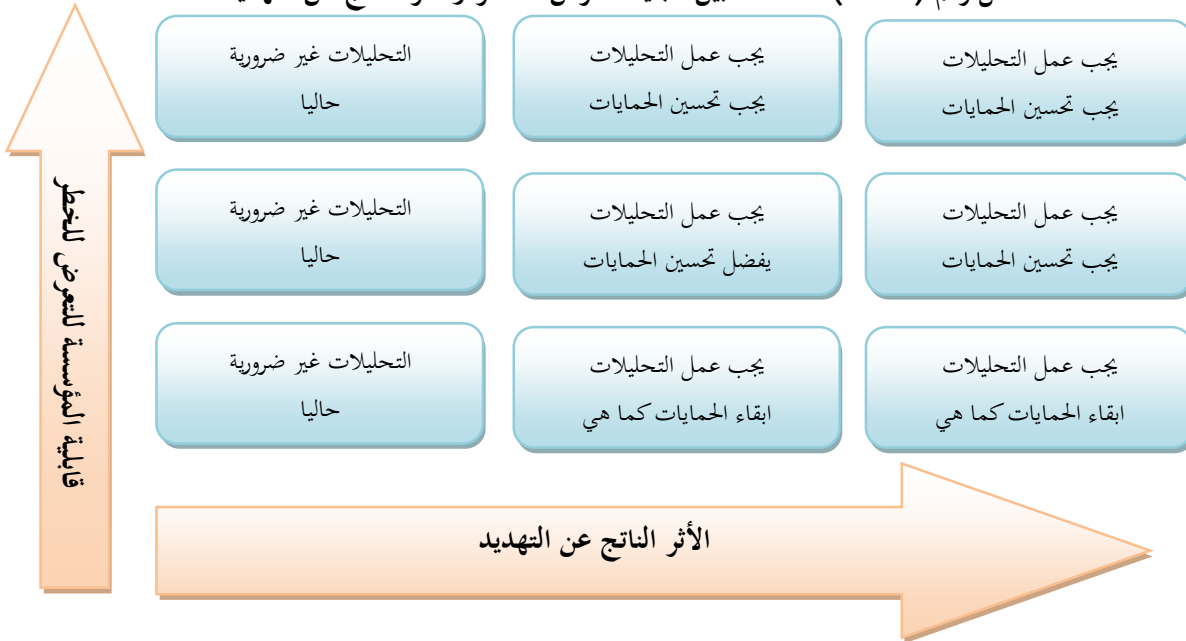 يجب عمل التحليلات
يجب تحسين الحمايات
يجب عمل التحليلات
يجب تحسين الحمايات
التحليلات غير ضرورية
حاليا
يجب عمل التحليلات
يجب تحسين الحمايات
يجب عمل التحليلات
يفضل تحسين الحمايات
التحليلات غير ضرورية
حاليا
يجب عمل التحليلات
ابقاء الحمايات كما هي
يجب عمل التحليلات
ابقاء الحمايات كما هي
التحليلات غير ضرورية
حاليا
قابلية المؤسسة للتعرض للخطر
الأثر الناتج عن التهديد